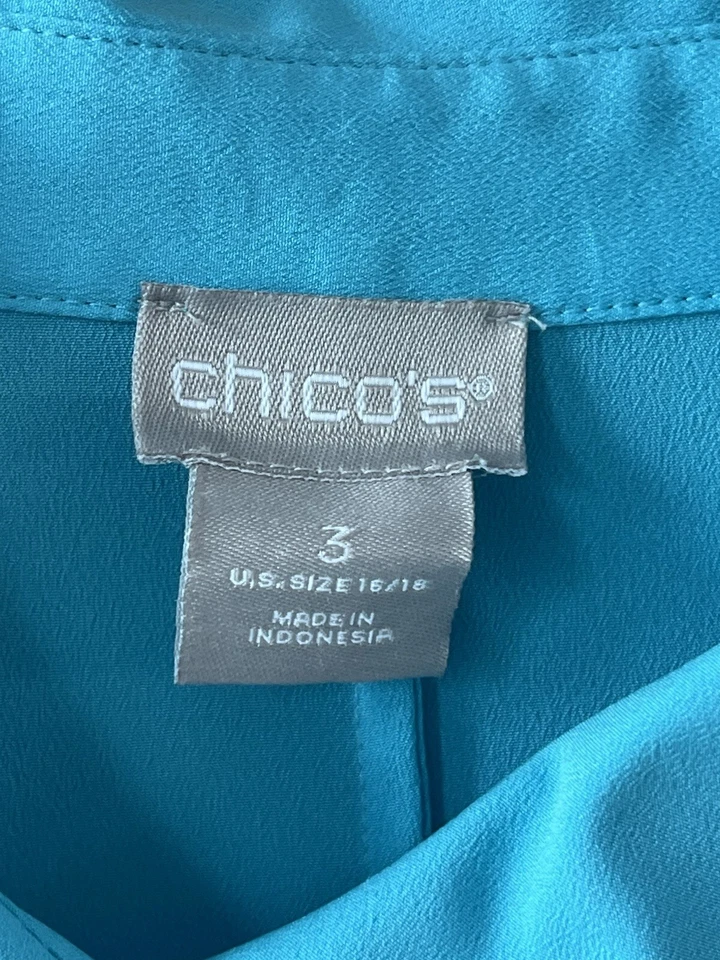 chico's®
3
U.S. SIZE 16/18
MADE IN
INDONESIA